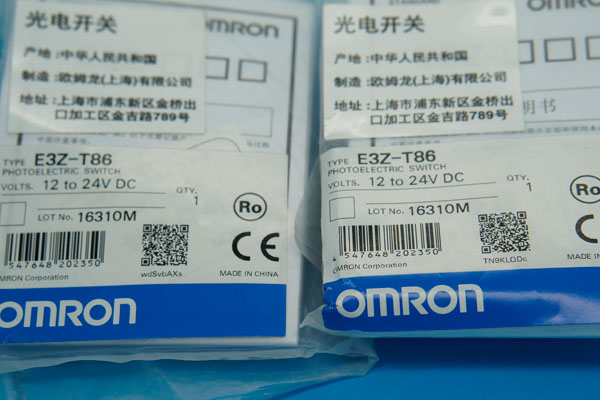 OMRON
光电开关
产地:中华人民共和国
制造:欧姆龙(上海)有限公司
地址:上海市浦东新区金桥出
口加工区金吉路789号
TYPE E3Z-T86
PHOTOELECTRIC SWITCH
VOLTS. 12 to 24V DC
QTY.
1
LOT No. 16310M
Ro
CE
4 547648 202350
wdSvbAXs
MADE IN CHINA
OMRON Corporation
OMRON
STANDARD
OMRON
光电开关
产地:中华人民共和国
制造:欧姆龙(上海)有限公司
地址:上海市浦东新区金桥出
口加工区金吉路789号
明书
TYPE E3Z-T86
PHOTOELECTRIC SWITCH
VOLTS. 12 to 24V DC
QTY.
1
LOT No. 16310M
Ro
CE
4 547648 202350
TN9KLQDc
MADE IN
OMRON Corporation
OMRON